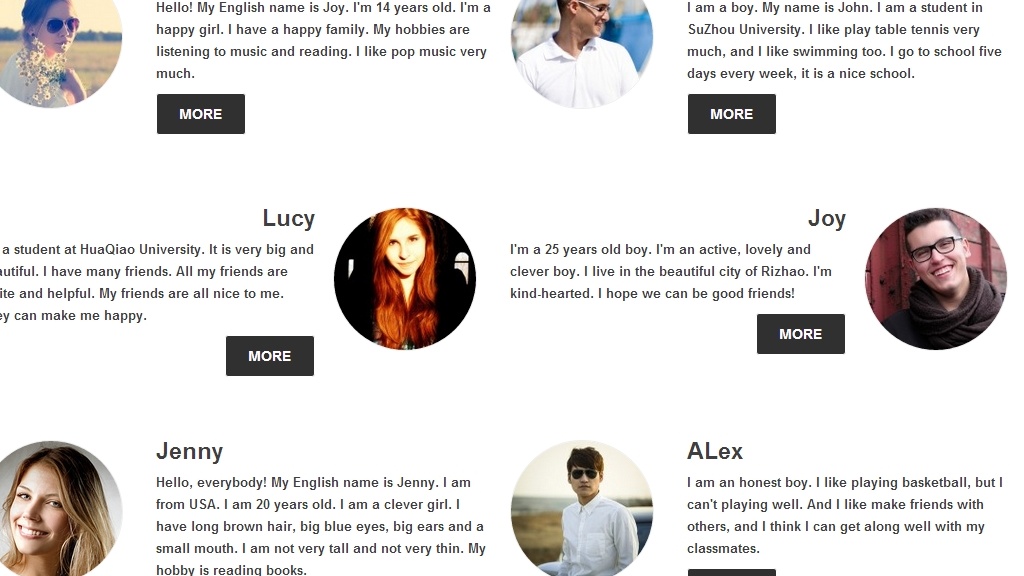 Hello! My English name is Joy. I'm 14 years old. I'm a
happy girl. I have a happy family. My hobbies are
listening to music and reading. I like pop music very
much.
MORE
I am a boy. My name is John. I am a student in
SuZhou University. I like play table tennis very
much, and I like swimming too. I go to school five
days every week, it is a nice school.
MORE
Lucy
a student at HuaQiao University. It is very big and
autiful. I have many friends. All my friends are
ite and helpful. My friends are all nice to me.
ey can make me happy.
MORE
Joy
I'm a 25 years old boy. I'm an active, lovely and
clever boy. I live in the beautiful city of Rizhao. I'm
kind-hearted. I hope we can be good friends!
MORE
Jenny
Hello, everybody! My English name is Jenny. I am
from USA. I am 20 years old. I am a clever girl. I
have long brown hair, big blue eyes, big ears and a
small mouth. I am not very tall and not very thin. My
hobby is reading books.
ALex
I am an honest boy. I like playing basketball, but I
can't playing well. And I like make friends with
others, and I think I can get along well with my
classmates.